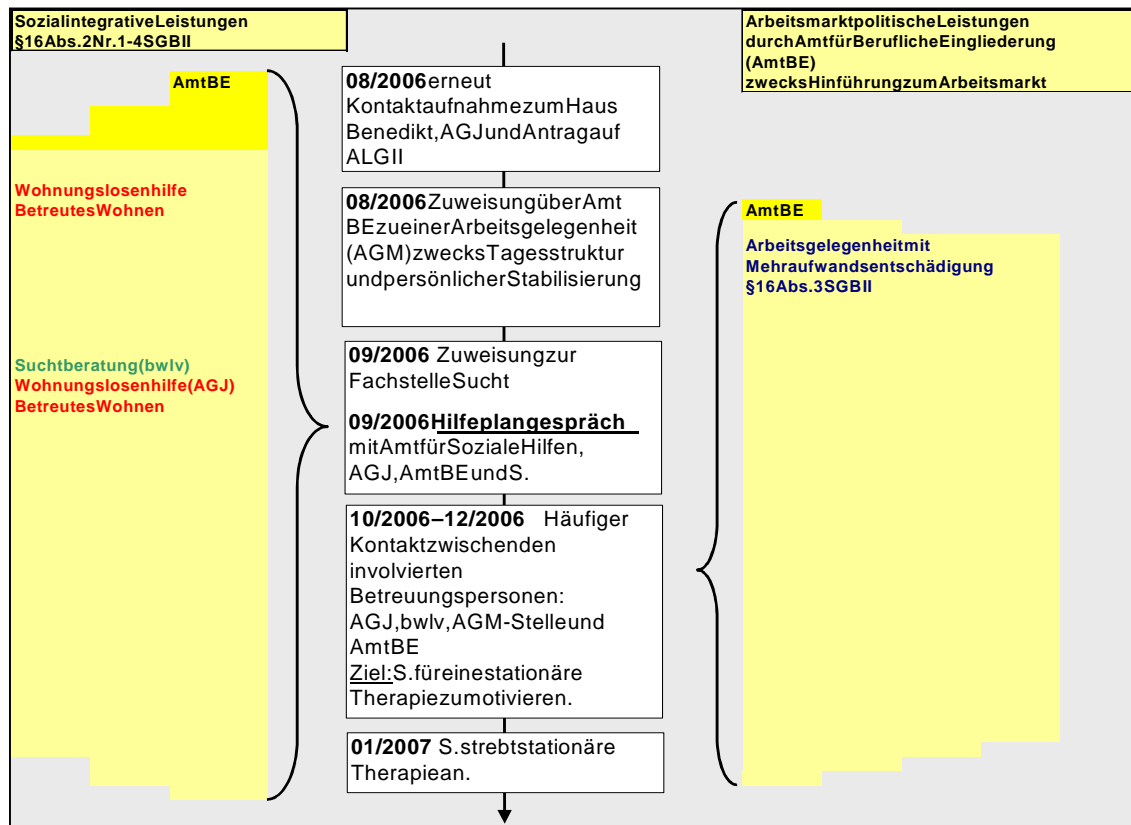 SozialintegrativeLeistungen
§16Abs.2Nr.1-4SGBII
AmtBE
Wohnungslosenhilfe
BetreutesWohnen
Suchtberatung(bwlv)
Wohnungslosenhilfe(AGJ)
BetreutesWohnen
08/2006erneut
KontaktaufnahmezumHaus
Benedikt,AGJundAntragauf
ALGII
08/2006ZuweisungüberAmt
BEzueinerArbeitsgelegenheit
(AGM)zwecksTagesstruktur
undpersönlicherStabilisierung
09/2006 Zuweisungzur
FachstelleSucht
09/2006Hilfeplangespräch
mitAmtfürSozialeHilfen,
AGJ,AmtBEundS.
10/2006–12/2006 Häufiger
Kontaktzwischenden
involvierten
Betreuungspersonen:
AGJ,bwlv,AGM-Stelleund
AmtBE
Ziel:S.füreinestationäre
Therapiezumotivieren.
01/2007 S.strebtstationäre
Therapiean.
ArbeitsmarktpolitischeLeistungen
durchAmtfürBeruflicheEingliederung
(AmtBE)
zwecksHinführungzumArbeitsmarkt
AmtBE
Arbeitsgelegenheitmit
Mehraufwandsentschädigung
§16Abs.3SGBII